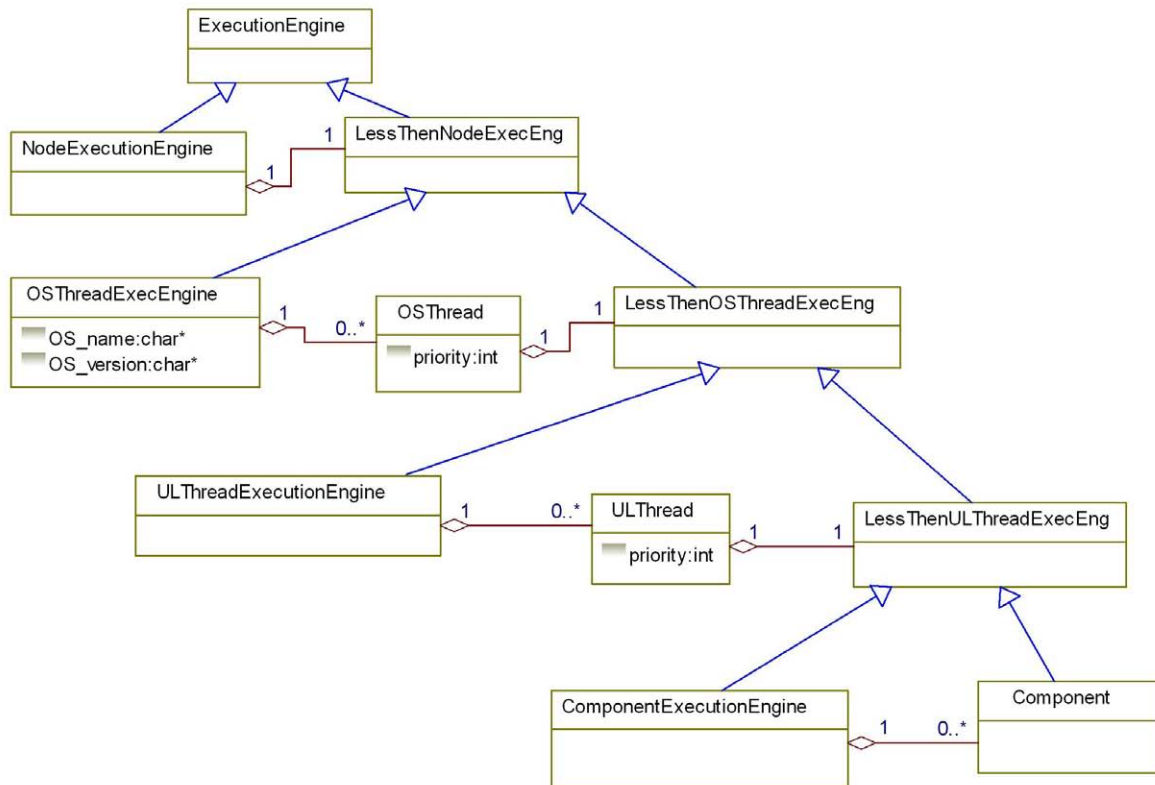 ExecutionEngine
NodeExecutionEngine
1
1
LessThenNodeExecEng
OSThreadExecEngine
OS_name:char*
OS_version:char*
1
0..*
OSThread
priority:int
1
1
LessThenOSThreadExecEng
ULThreadExecutionEngine
1
0..*
ULThread
priority:int
1
1
LessThenULThreadExecEng
ComponentExecutionEngine
1
0..*
Component